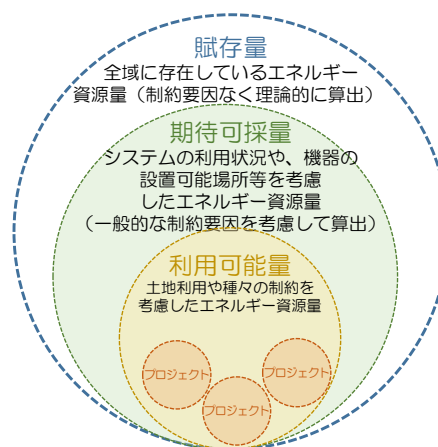 賦存量
全域に存在しているエネルギー
資源量（制約要因なく理論的に算出）
期待可採量
システムの利用状況や、機器の
設置可能場所等を考慮
したエネルギー資源量
（一般的な制約要因を考慮して算出）
利用可能量
土地利用や種々の制約を
考慮したエネルギー資源量
プロジェクト
プロジェクト
プロジェクト